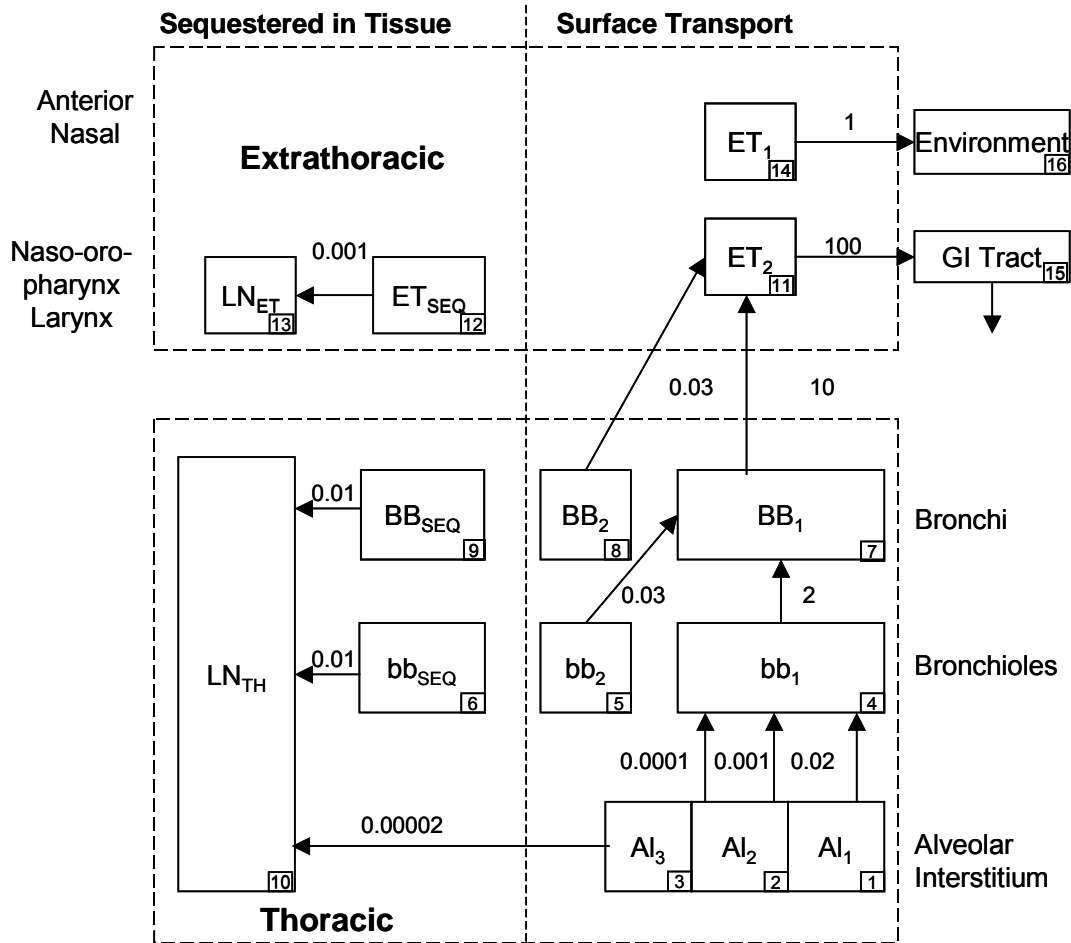 Sequestered in Tissue
Surface Transport
Anterior
Nasal
Extrathoracic
ET1
14
1
Environment
16
Naso-oro-
pharynx
Larynx
LNET
13
0.001
ETSEQ
12
ET2
11
100
GI Tract
15
0.03
10
LNTH
10
0.01
BBSEQ
9
BB2
8
BB1
7
Bronchi
0.03
2
0.01
bbSEQ
6
bb2
5
bb1
4
Bronchioles
0.0001
0.001
0.02
0.00002
AI3
3
AI2
2
AI1
1
Alveolar
Interstitium
Thoracic